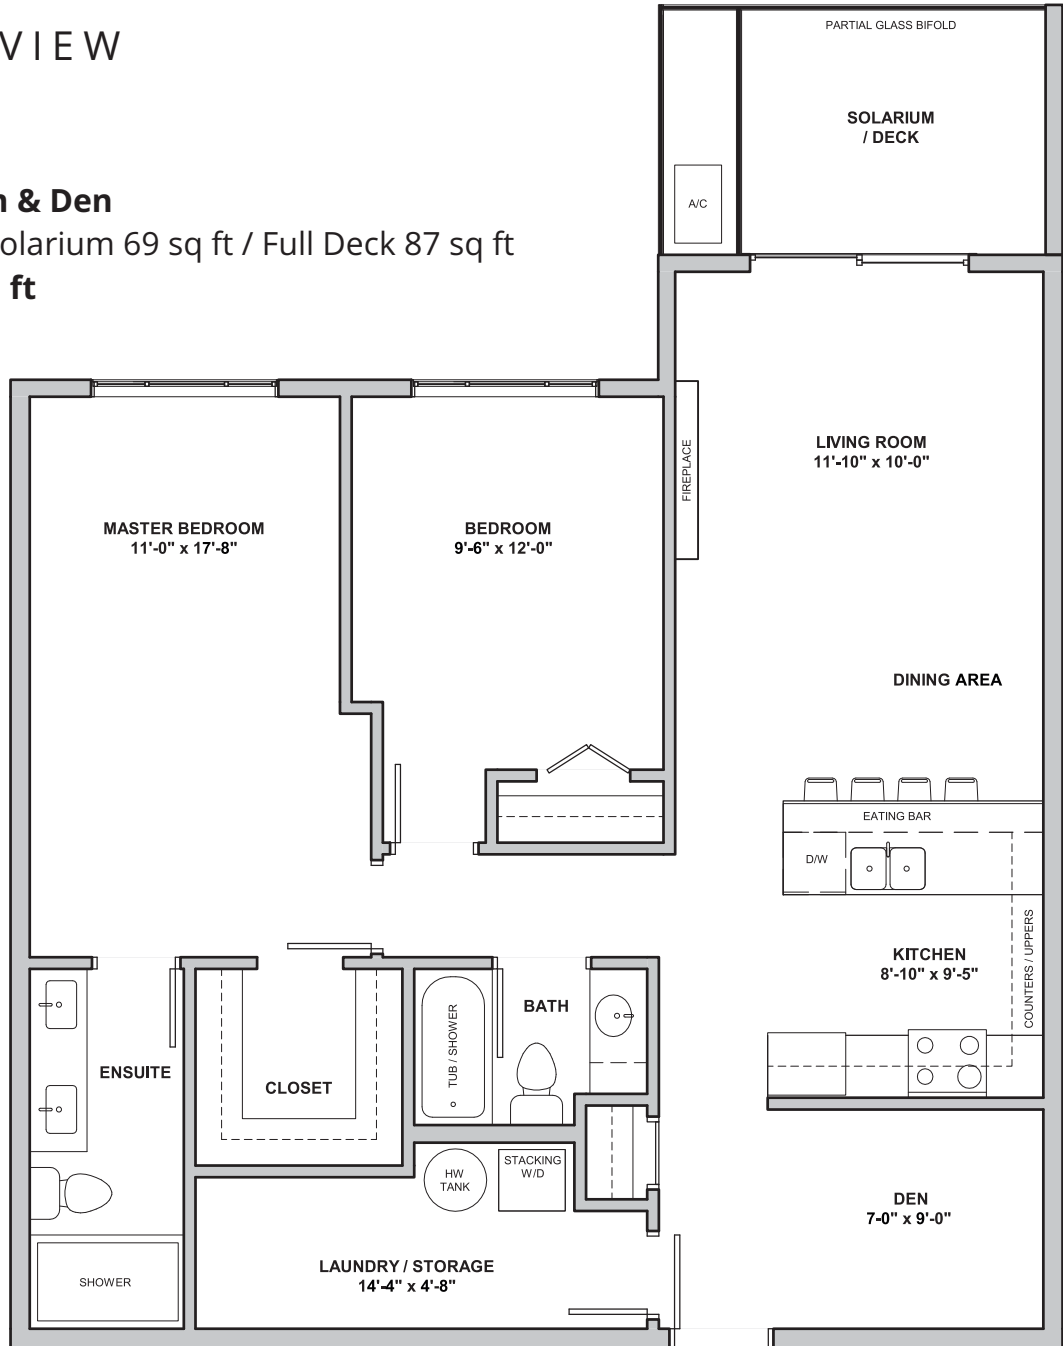 VIEW
n & Den
olarium 69 sq ft / Full Deck 87 sq ft
ft
PARTIAL GLASS BIFOLD
SOLARIUM
/ DECK
A/C
LIVING ROOM
11'-10" x 10'-0"
FIREPLACE
MASTER BEDROOM
11'-0" x 17'-8"
BEDROOM
9'-6" x 12'-0"
DINING AREA
EATING BAR
D/W
KITCHEN
8'-10" x 9'-5"
COUNTERS / UPPERS
BATH
TUB / SHOWER
ENSUITE
CLOSET
HW
TANK
STACKING
W/D
DEN
7-0" x 9'-0"
LAUNDRY / STORAGE
14'-4" x 4'-8"
SHOWER